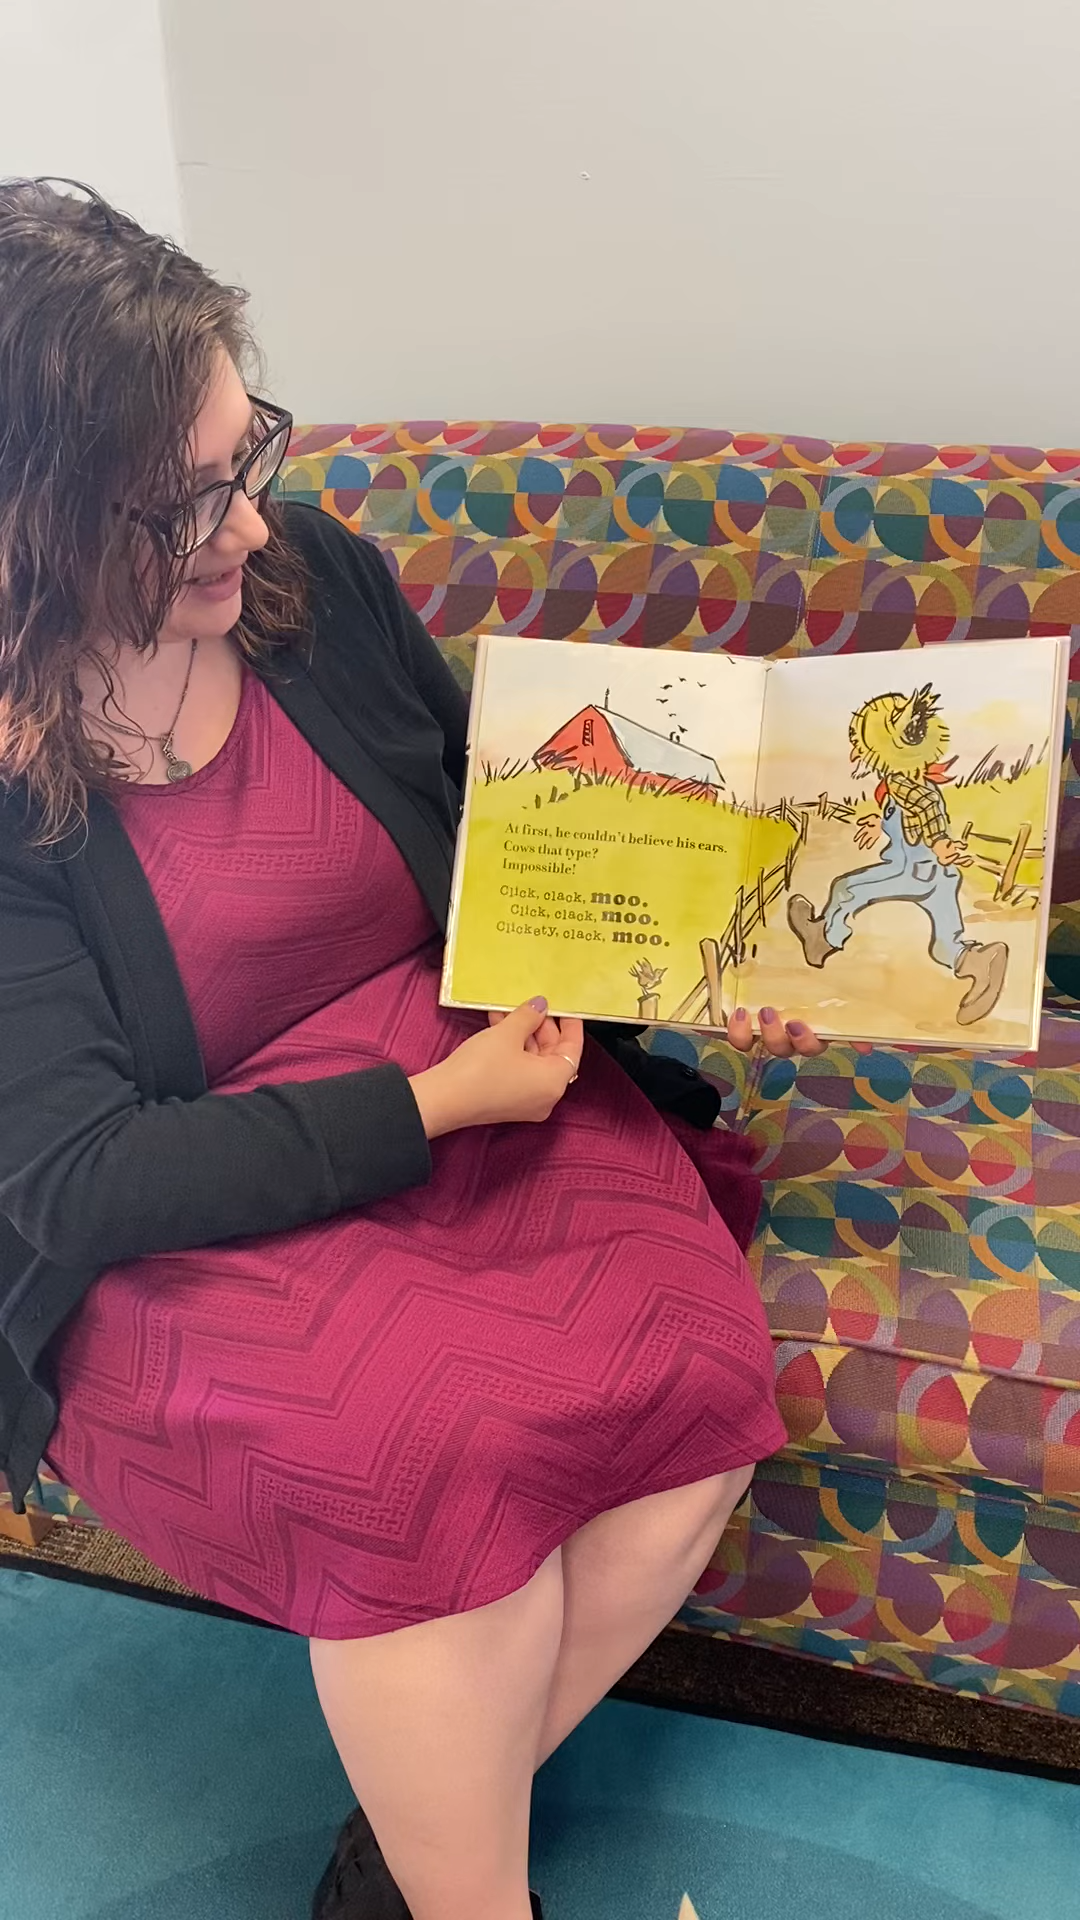 At first, he couldn't believe his ears.
Cows that type?
Impossible!
Click, clack, moo.
Click, clack, moo.
Clickety, clack, moo.